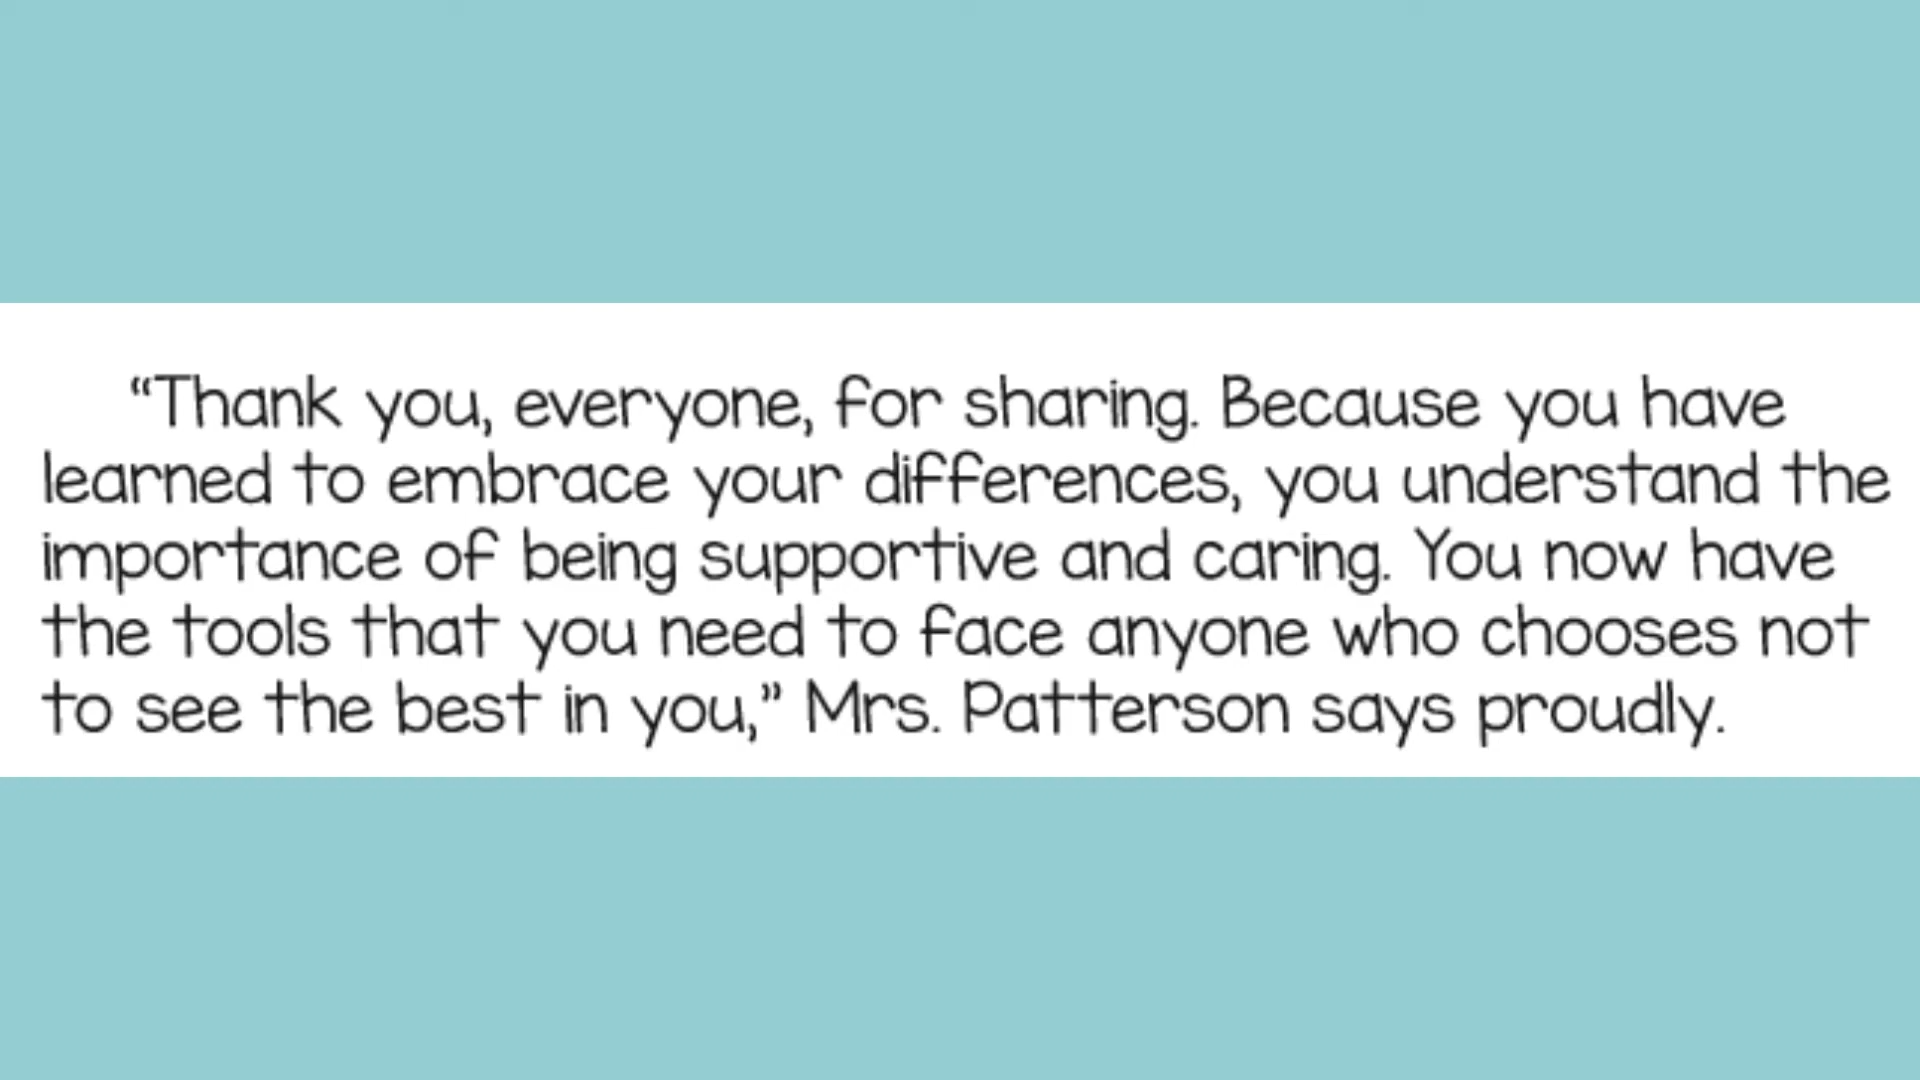 “Thank you, everyone, for sharing. Because you have
learned to embrace your differences, you understand the
importance of being supportive and caring. You now have
the tools that you need to face anyone who chooses not
to see the best in you,” Mrs. Patterson says proudly.